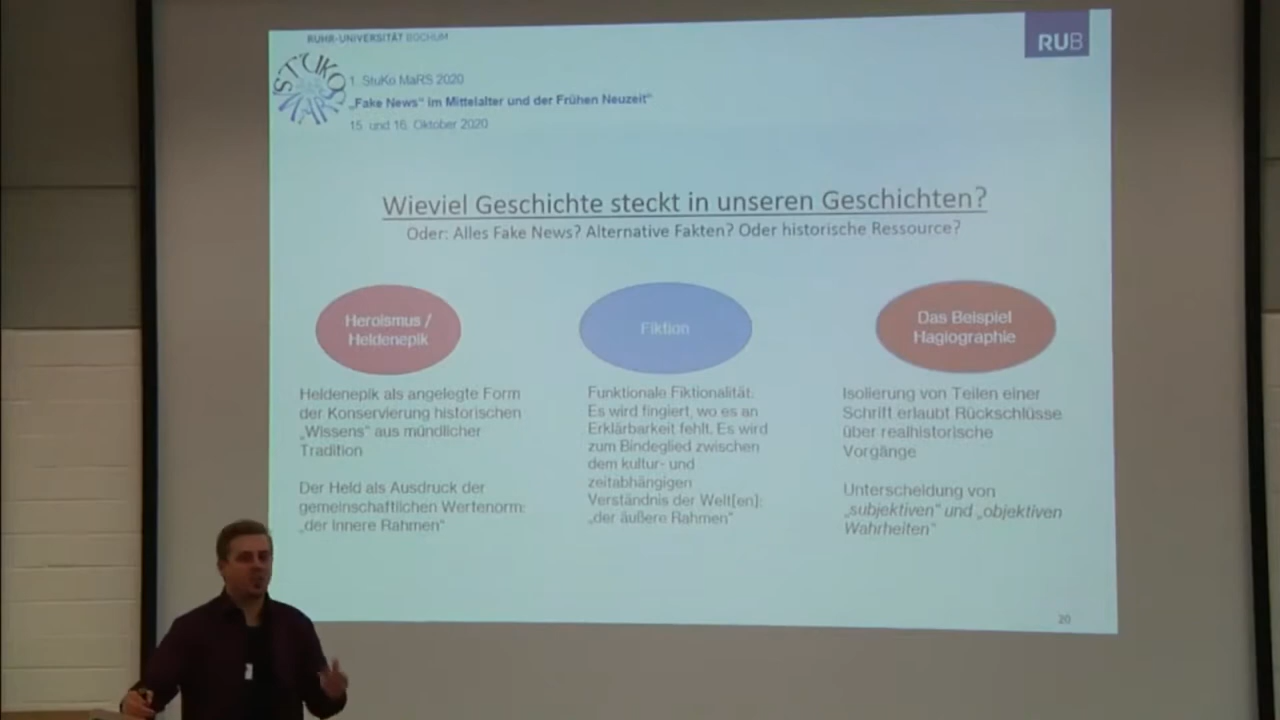 RUHR-UNIVERSITÄT BOCHUM
RUB
STUKO
MARS
1. StuKo MaRS 2020
„Fake News“ im Mittelalter und der Frühen Neuzeit“
15. und 16. Oktober 2020
Wieviel Geschichte steckt in unseren Geschichten?
Oder: Alles Fake News? Alternative Fakten? Oder historische Ressource?
Heroismus /
Heldenepik
Heldenepik als angelegte Form
der Konservierung historischen
„Wissens“ aus mündlicher
Tradition
Der Held als Ausdruck der
gemeinschaftlichen Wertenorm:
„der innere Rahmen“
Fiktion
Funktionale Fiktionalität:
Es wird fingiert, wo es an
Erklärbarkeit fehlt. Es wird
zum Bindeglied zwischen
dem kultur- und
zeitabhängigen
Verständnis der Welt(en):
„der äußere Rahmen“
Das Beispiel
Hagiographie
Isolierung von Teilen einer
Schrift erlaubt Rückschlüsse
über realhistorische
Vorgänge
Unterscheidung von
„subjektiven“ und „objektiven
Wahrheiten“
20